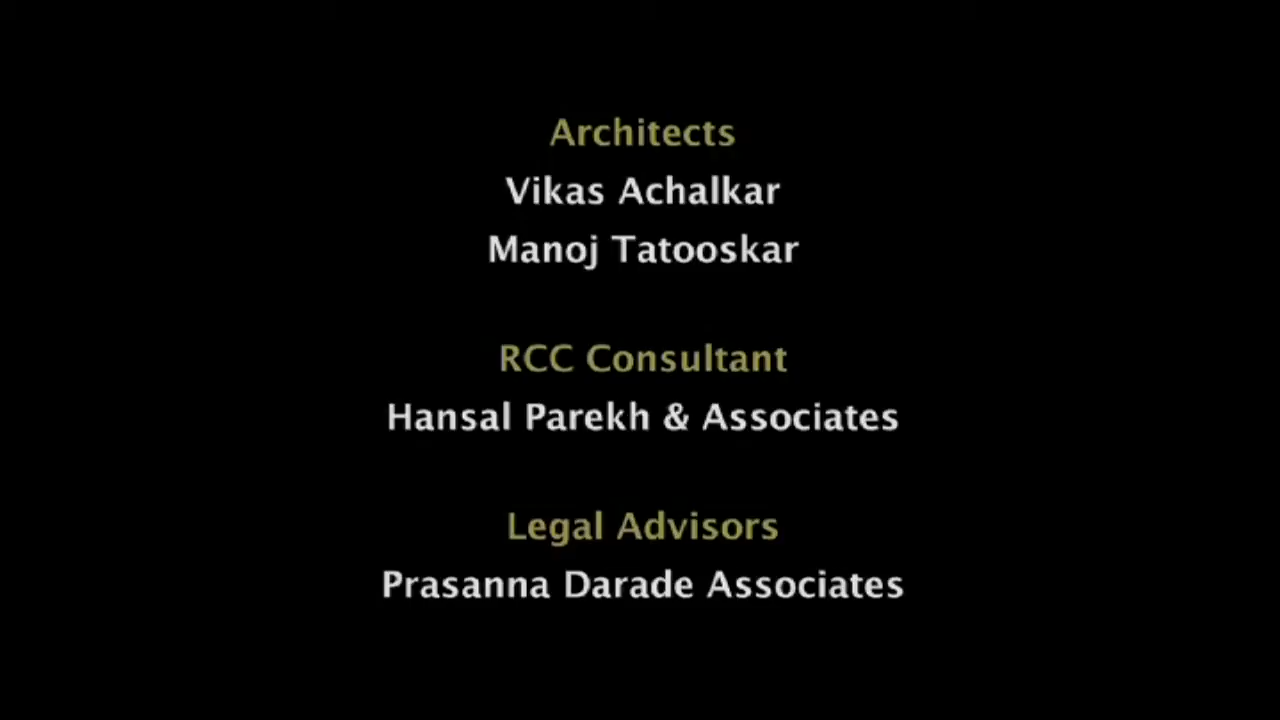 Architects
Vikas Achalkar
Manoj Tatooskar
RCC Consultant
Hansal Parekh & Associates
Legal Advisors
Prasanna Darade Associates